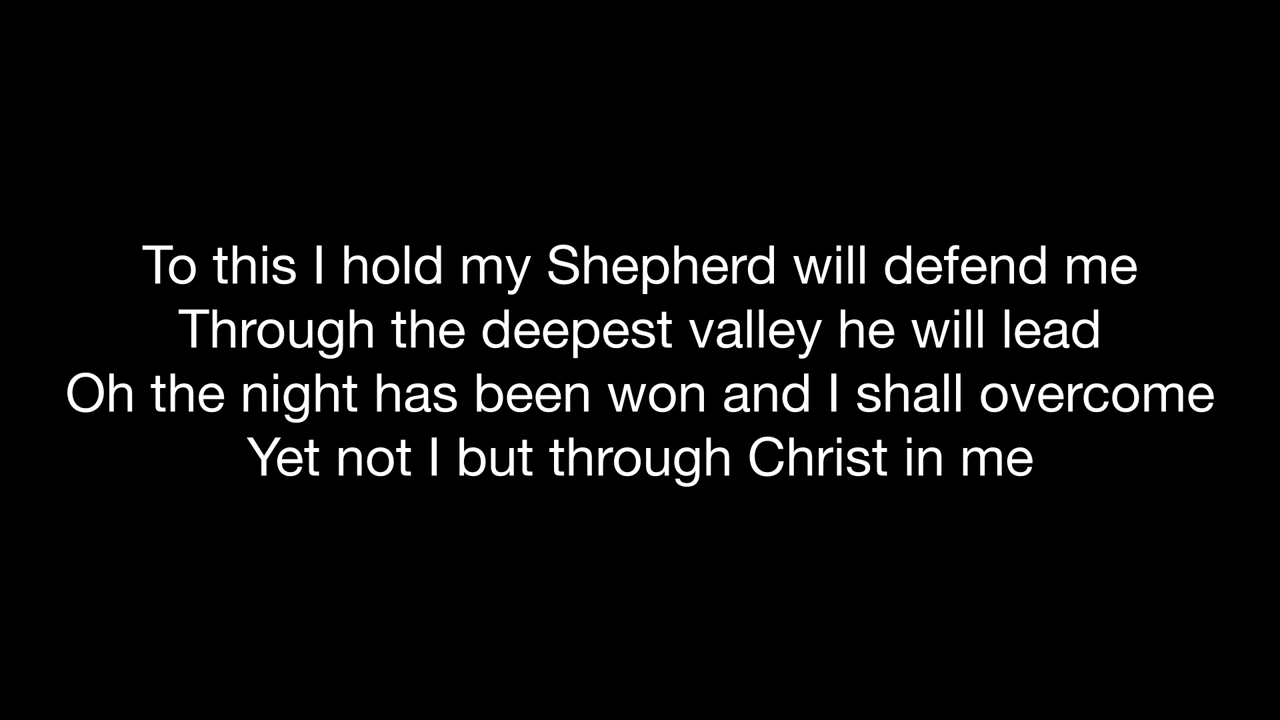 To this I hold my Shepherd will defend me
Through the deepest valley he will lead
Oh the night has been won and I shall overcome
Yet not I but through Christ in me